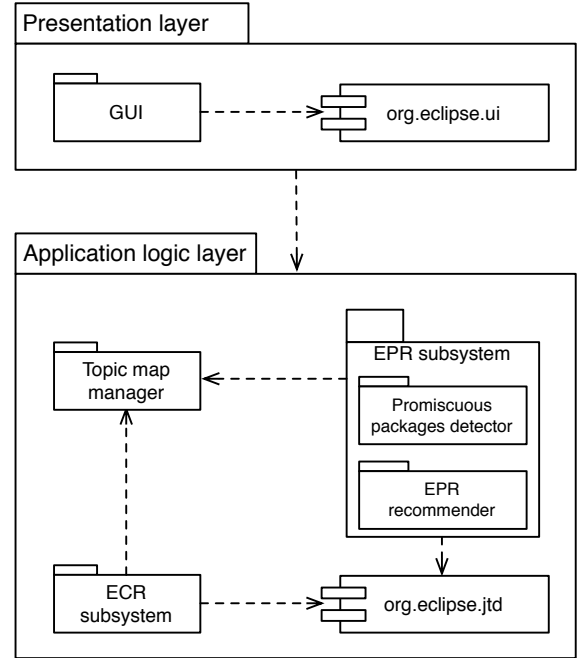 Presentation layer
GUI
org.eclipse.ui
Application logic layer
Topic map
manager
EPR subsystem
Promiscuous
packages detector
EPR
recommender
ECR
subsystem
org.eclipse.jtd